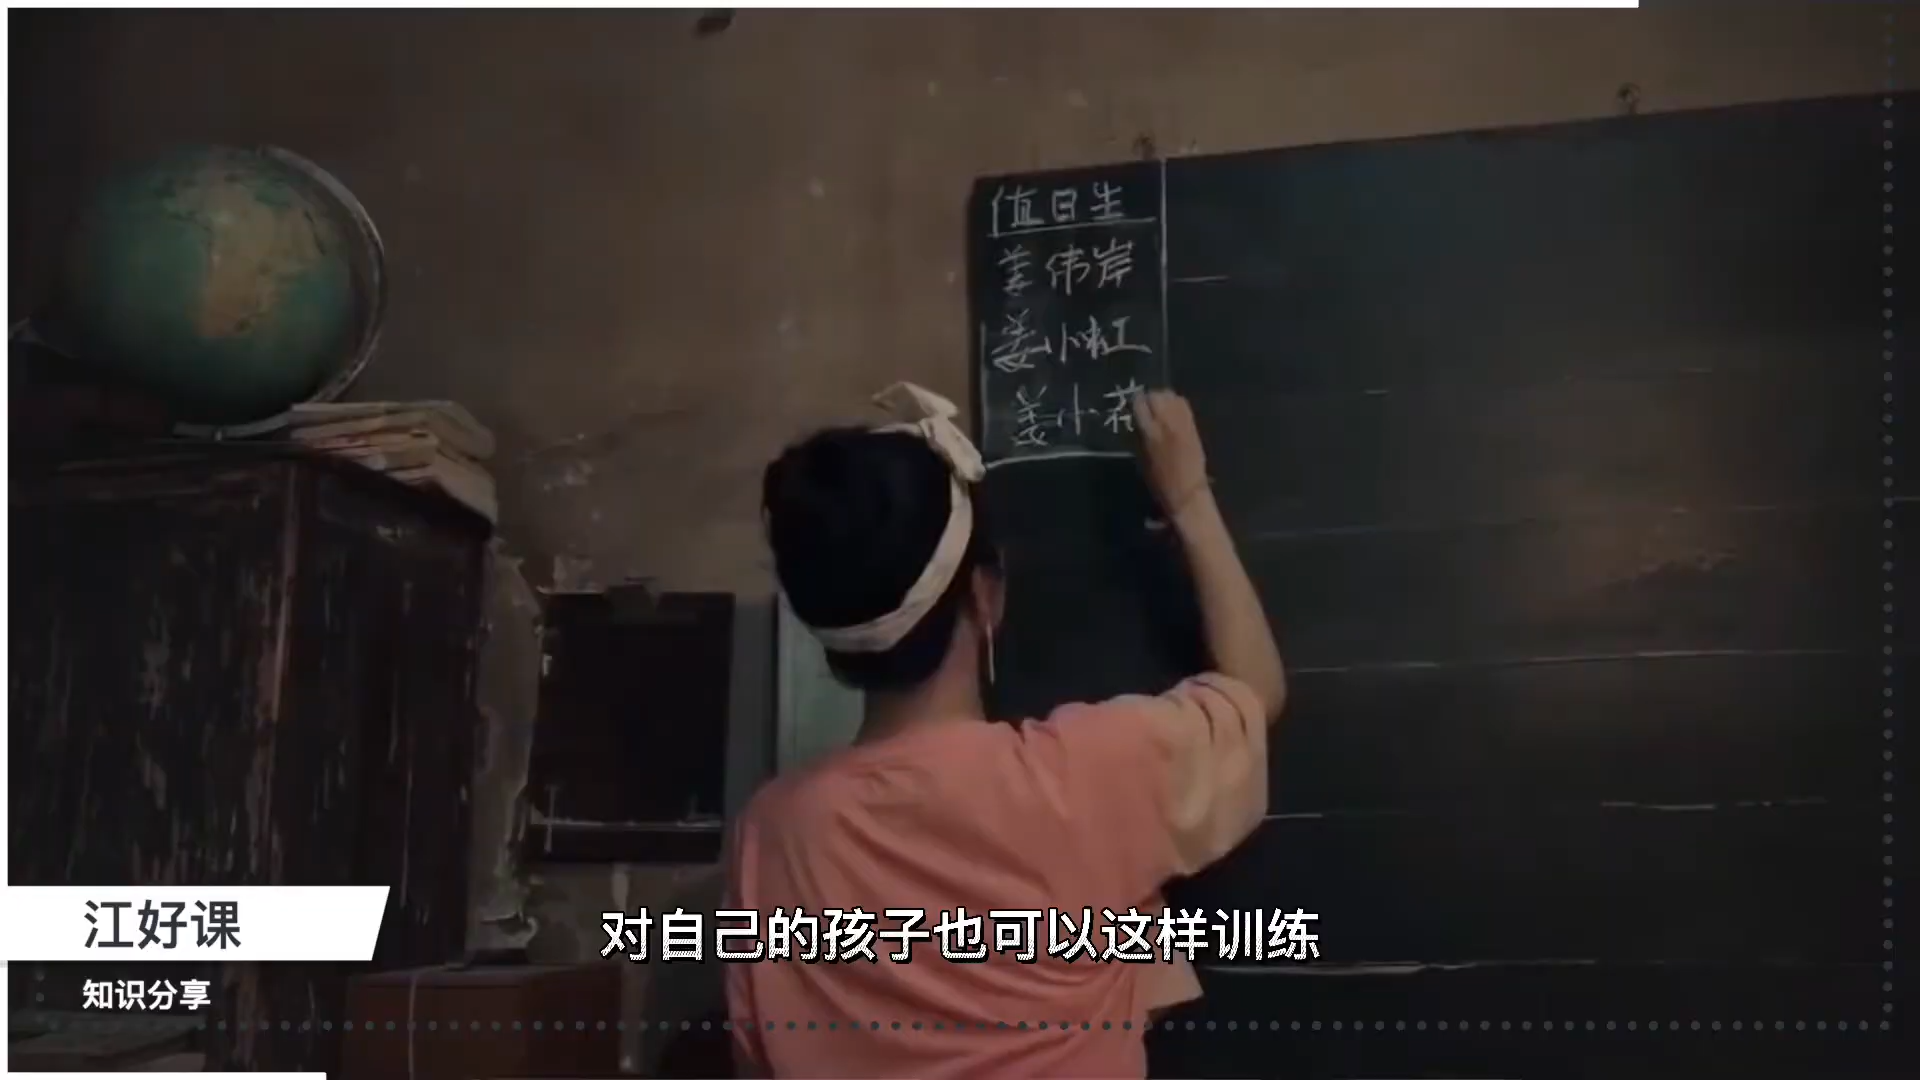 值日生
姜伟岸
姜小虹
姜小花
对自己的孩子也可以这样训练
江好课
知识分享